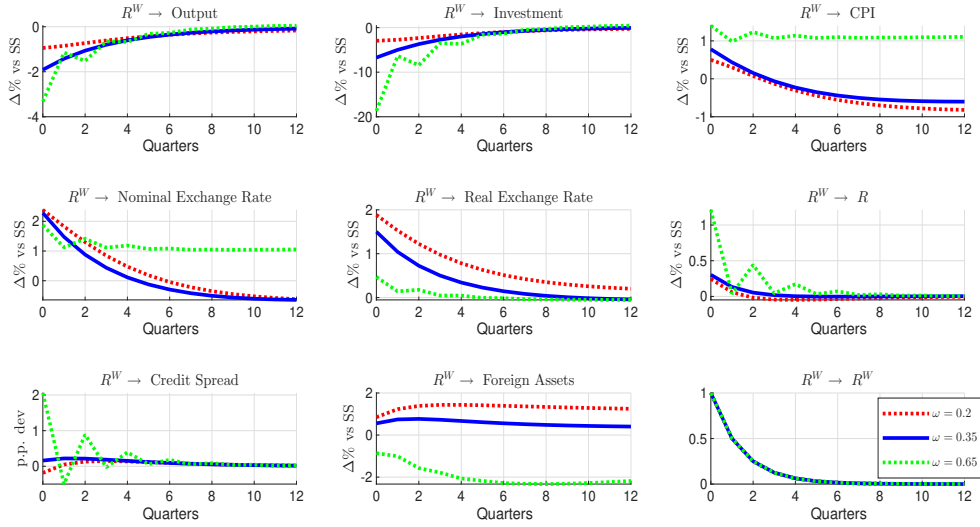 R^W → Output
Δ% vs SS
0
-2
-4
0 2 4 6 8 10 12
Quarters
R^W → Investment
Δ% vs SS
0
-10
-20
0 2 4 6 8 10 12
Quarters
R^W → CPI
Δ% vs SS
1
0
-1
0 2 4 6 8 10 12
Quarters
R^W → Nominal Exchange Rate
Δ% vs SS
2
1
0
0 2 4 6 8 10 12
Quarters
R^W → Real Exchange Rate
Δ% vs SS
2
1
0
0 2 4 6 8 10 12
Quarters
R^W → R
Δ% vs SS
1
0.5
0
0 2 4 6 8 10 12
Quarters
R^W → Credit Spread
p.p. dev
2
1
0
0 2 4 6 8 10 12
Quarters
R^W → Foreign Assets
Δ% vs SS
2
0
-2
0 2 4 6 8 10 12
Quarters
R^W → R^W
1
0.5
0
0 2 4 6 8 10 12
Quarters
ω = 0.2
ω = 0.35
ω = 0.65